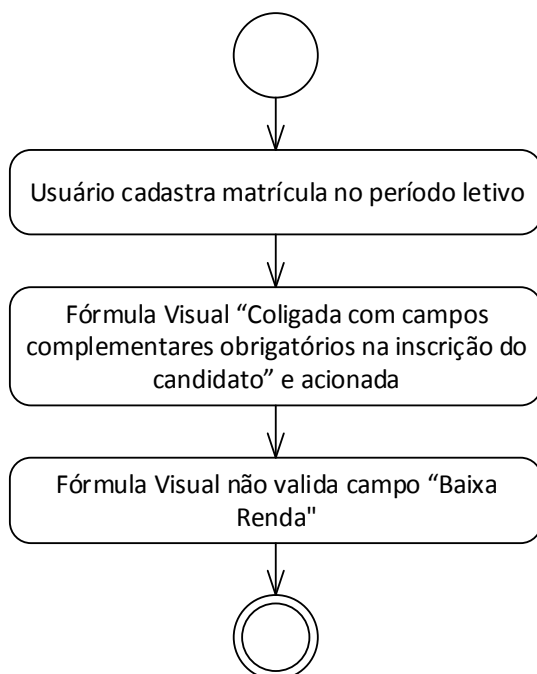 Usuário cadastra matrícula no período letivo
Fórmula Visual “Coligada com campos
complementares obrigatórios na inscrição do
candidato” e acionada
Fórmula Visual não valida campo “Baixa
Renda"